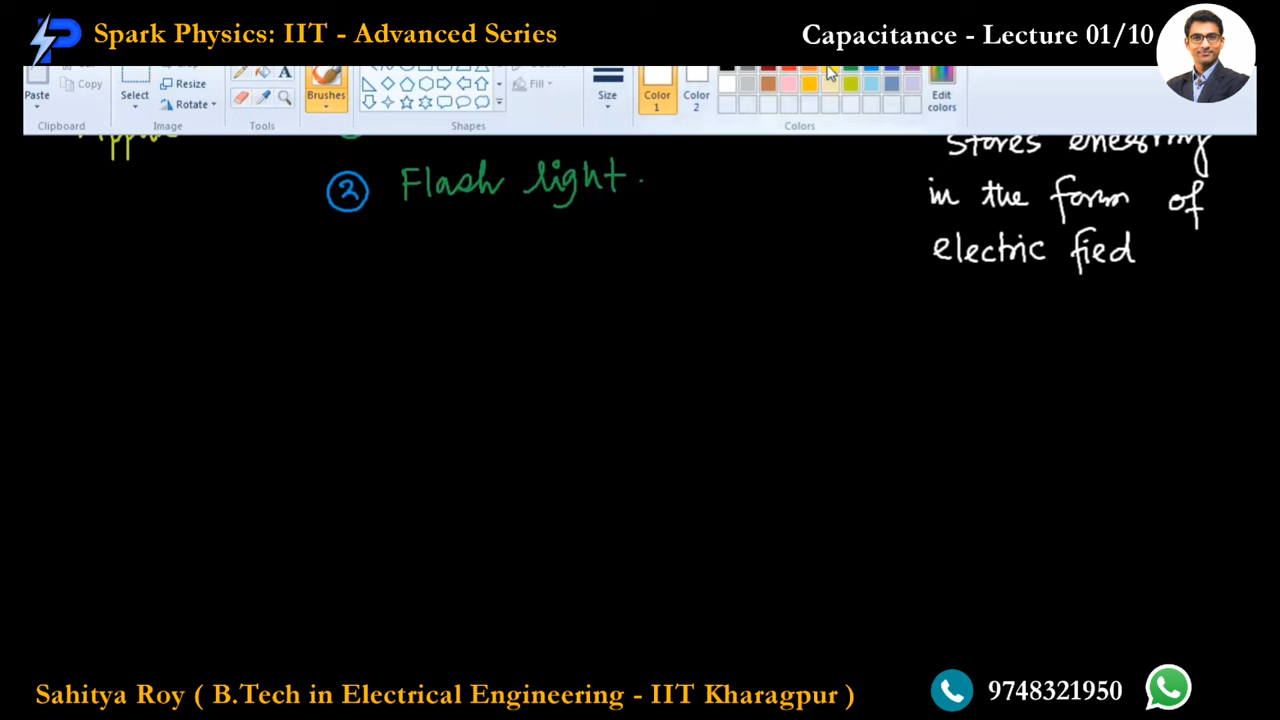 Spark Physics: IIT - Advanced Series
Capacitance - Lecture 01/10
Paste
Copy
Select
Resize
Rotate
A
Brushes
Fill
Size
Color 1
Color 2
Edit colors
Clipboard
Image
Tools
Shapes
Colors
2 Flash light.
Stores
in the form of
electric fied
Sahitya Roy ( B.Tech in Electrical Engineering - IIT Kharagpur )
9748321950